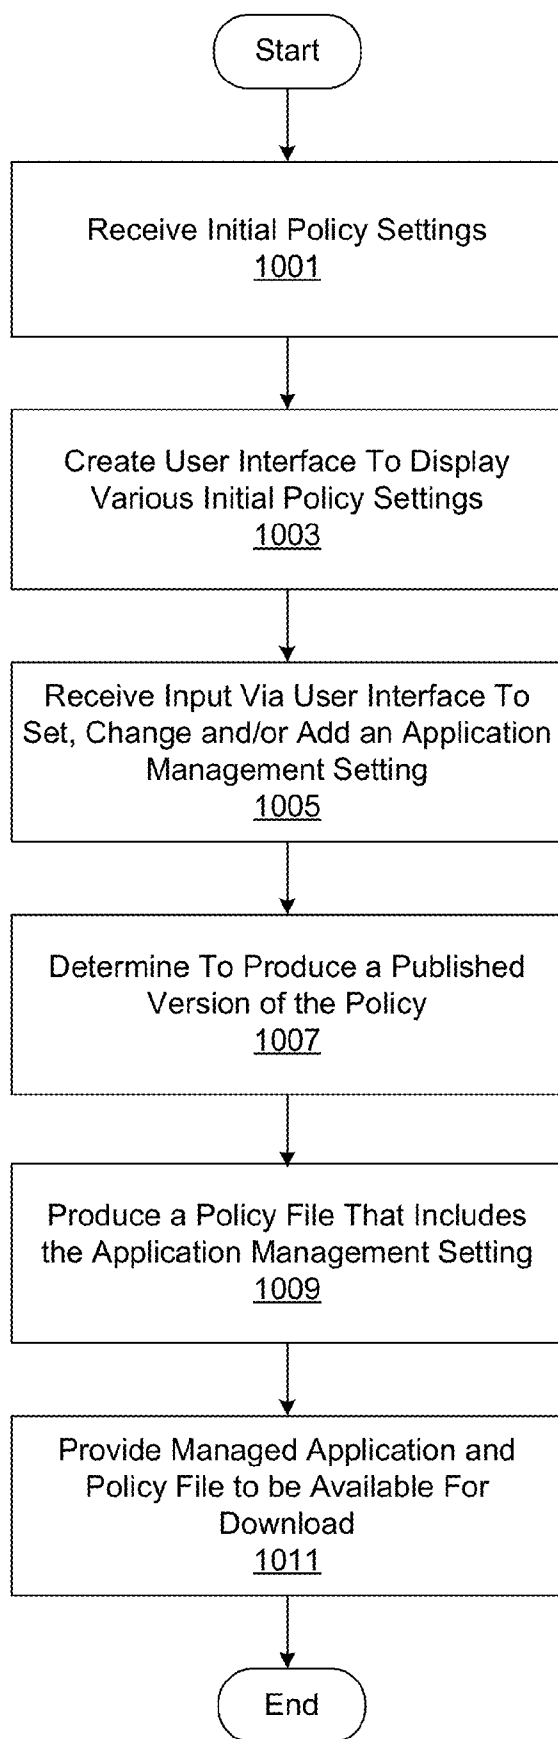 Start
Receive Initial Policy Settings
1001
Create User Interface To Display
Various Initial Policy Settings
1003
Receive Input Via User Interface To
Set, Change and/or Add an Application
Management Setting
1005
Determine To Produce a Published
Version of the Policy
1007
Produce a Policy File That Includes
the Application Management Setting
1009
Provide Managed Application and
Policy File to be Available For
Download
1011
End